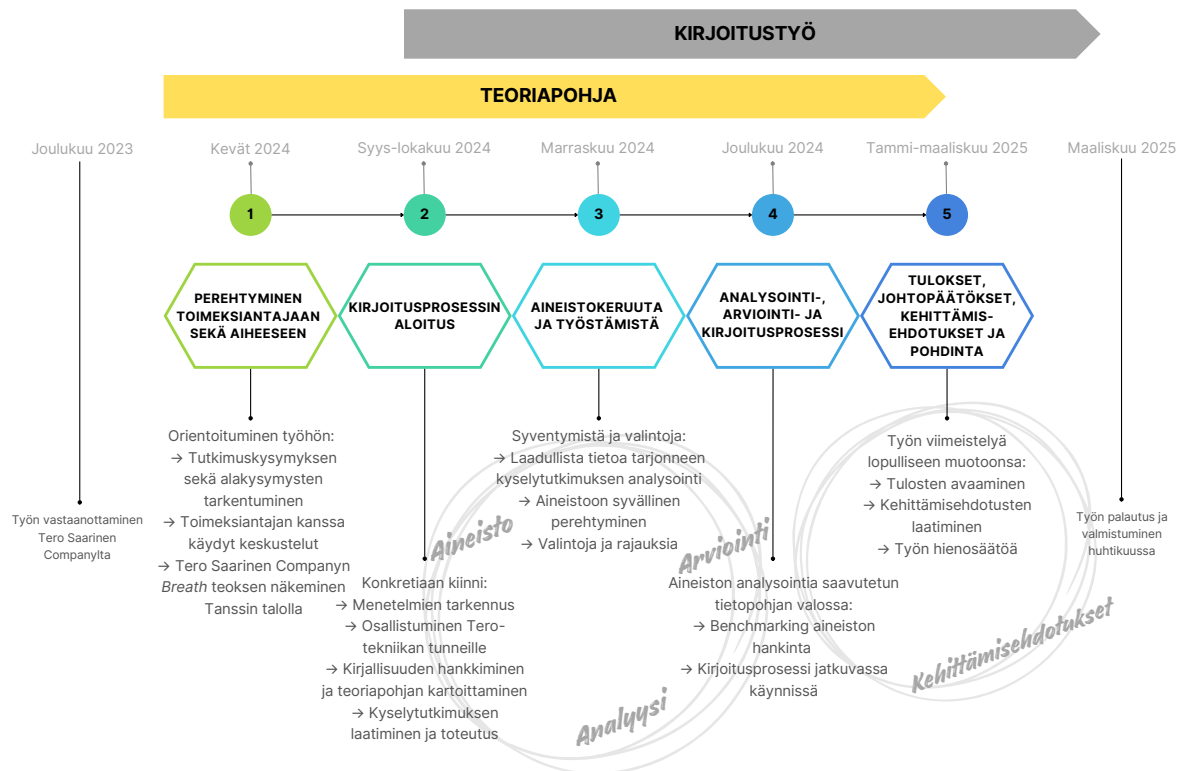 KIRJOITUSTYÖ
TEORIAPOHJA
Joulukuu 2023
Kevät 2024
Syys-lokakuu 2024
Marraskuu 2024
Joulukuu 2024
Tammi-maaliskuu 2025
Maaliskuu 2025
1
2
3
4
5
PEREHTYMINEN
TOIMEKSIANTAJAAN
SEKÄ AIHEESEEN
KIRJOITUSPROSESSIN
ALOITUS
AINEISTOKERUUTA
JA TYÖSTÄMISTÄ
ANALYSOINTI-,
ARVIOINTI- JA
KIRJOITUSPROSESSI
TULOKSET,
JOHTOPÄÄTÖKSET,
KEHITTÄMIS-
EHDOTUKSET JA
POHDINTA
Työn vastaanottaminen
Tero Saarinen
Companylta
Orientoituminen työhön:
→ Tutkimuskysymyksen
sekä alakysymysten
tarkentuminen
→ Toimeksiantajan kanssa
käydyt keskustelut
→ Tero Saarinen Companyn
Breath teoksen näkeminen
Tanssin talolla
Konkretiaan kiinni:
→ Menetelmien tarkennus
→ Osallistuminen Tero-
tekniikan tunneille
→ Kirjallisuuden hankkiminen
ja teoriapohjan kartoittaminen
→ Kyselytutkimuksen
laatiminen ja toteutus
Syventymistä ja valintoja:
→ Laadullista tietoa tarjonneen
kyselytutkimuksen analysointi
→ Aineistoon syvällinen
perehtyminen
→ Valintoja ja rajauksia
Aineiston analysointia saavutetun
tietopohjan valossa:
→ Benchmarking aineiston
hankinta
→ Kirjoitusprosessi jatkuvassa
käynnissä
Työn viimeistelyä
lopulliseen muotoonsa:
→ Tulosten avaaminen
→ Kehittämisehdotusten
laatiminen
→ Työn hienosäätöä
Työn palautus ja
valmistuminen
huhtikuussa
Aineisto
Arviointi
Analyysi
Kehittämisehdotukset